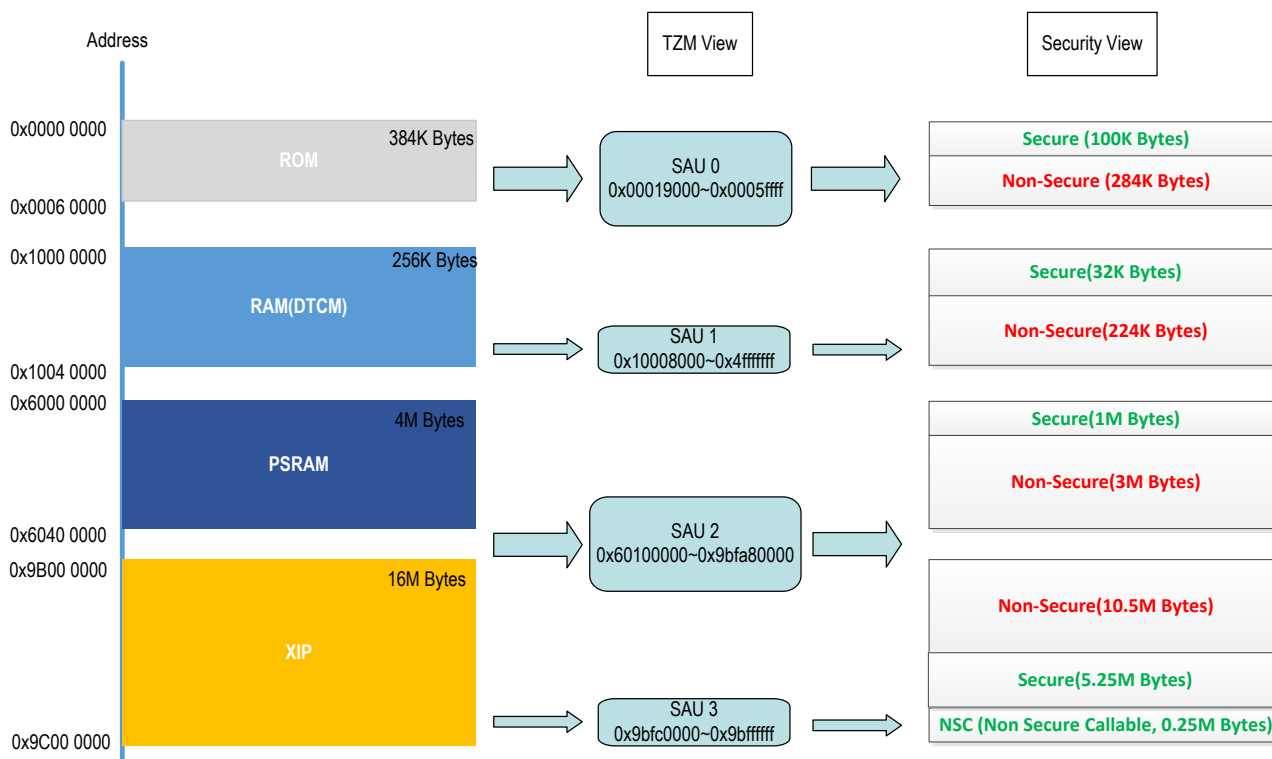 Address
TZM View
Security View
0x0000 0000
384K Bytes
ROM
0x0006 0000
SAU 0
0x00019000~0x0005ffff
Secure (100K Bytes)
Non-Secure (284K Bytes)
0x1000 0000
256K Bytes
RAM(DTCM)
0x1004 0000
SAU 1
0x10008000~0x4fffffff
Secure(32K Bytes)
Non-Secure(224K Bytes)
0x6000 0000
4M Bytes
PSRAM
0x6040 0000
Secure(1M Bytes)
Non-Secure(3M Bytes)
SAU 2
0x60100000~0x9bfa80000
0x9B00 0000
16M Bytes
XIP
0x9C00 0000
Non-Secure(10.5M Bytes)
Secure(5.25M Bytes)
SAU 3
0x9bfc0000~0x9bffffff
NSC (Non Secure Callable, 0.25M Bytes)